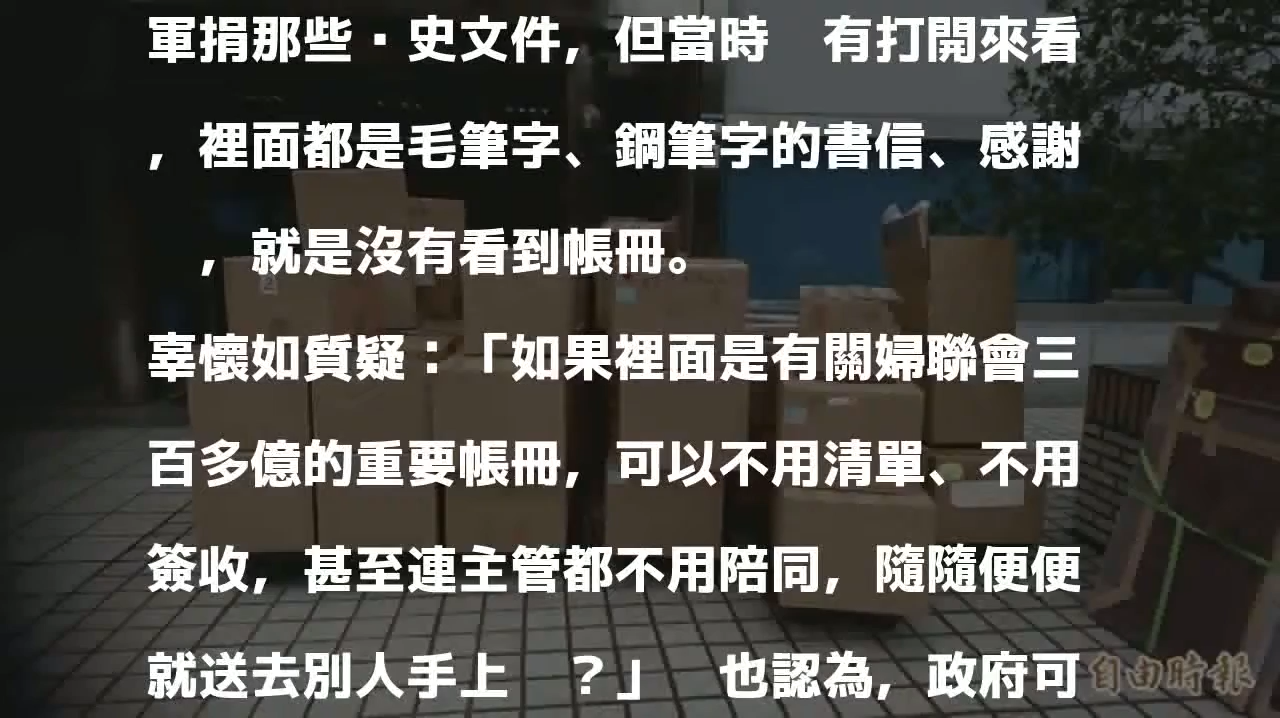 軍捐那些·史文件，但當時　有打開來看
，裡面都是毛筆字、鋼筆字的書信、感謝
　，就是沒有看到帳冊。
辜懷如質疑：「如果裡面是有關婦聯會三
百多億的重要帳冊，可以不用清單、不用
簽收，甚至連主管都不用陪同，隨隨便便
就送去別人手上　？」　也認為，政府可
自由時報
2